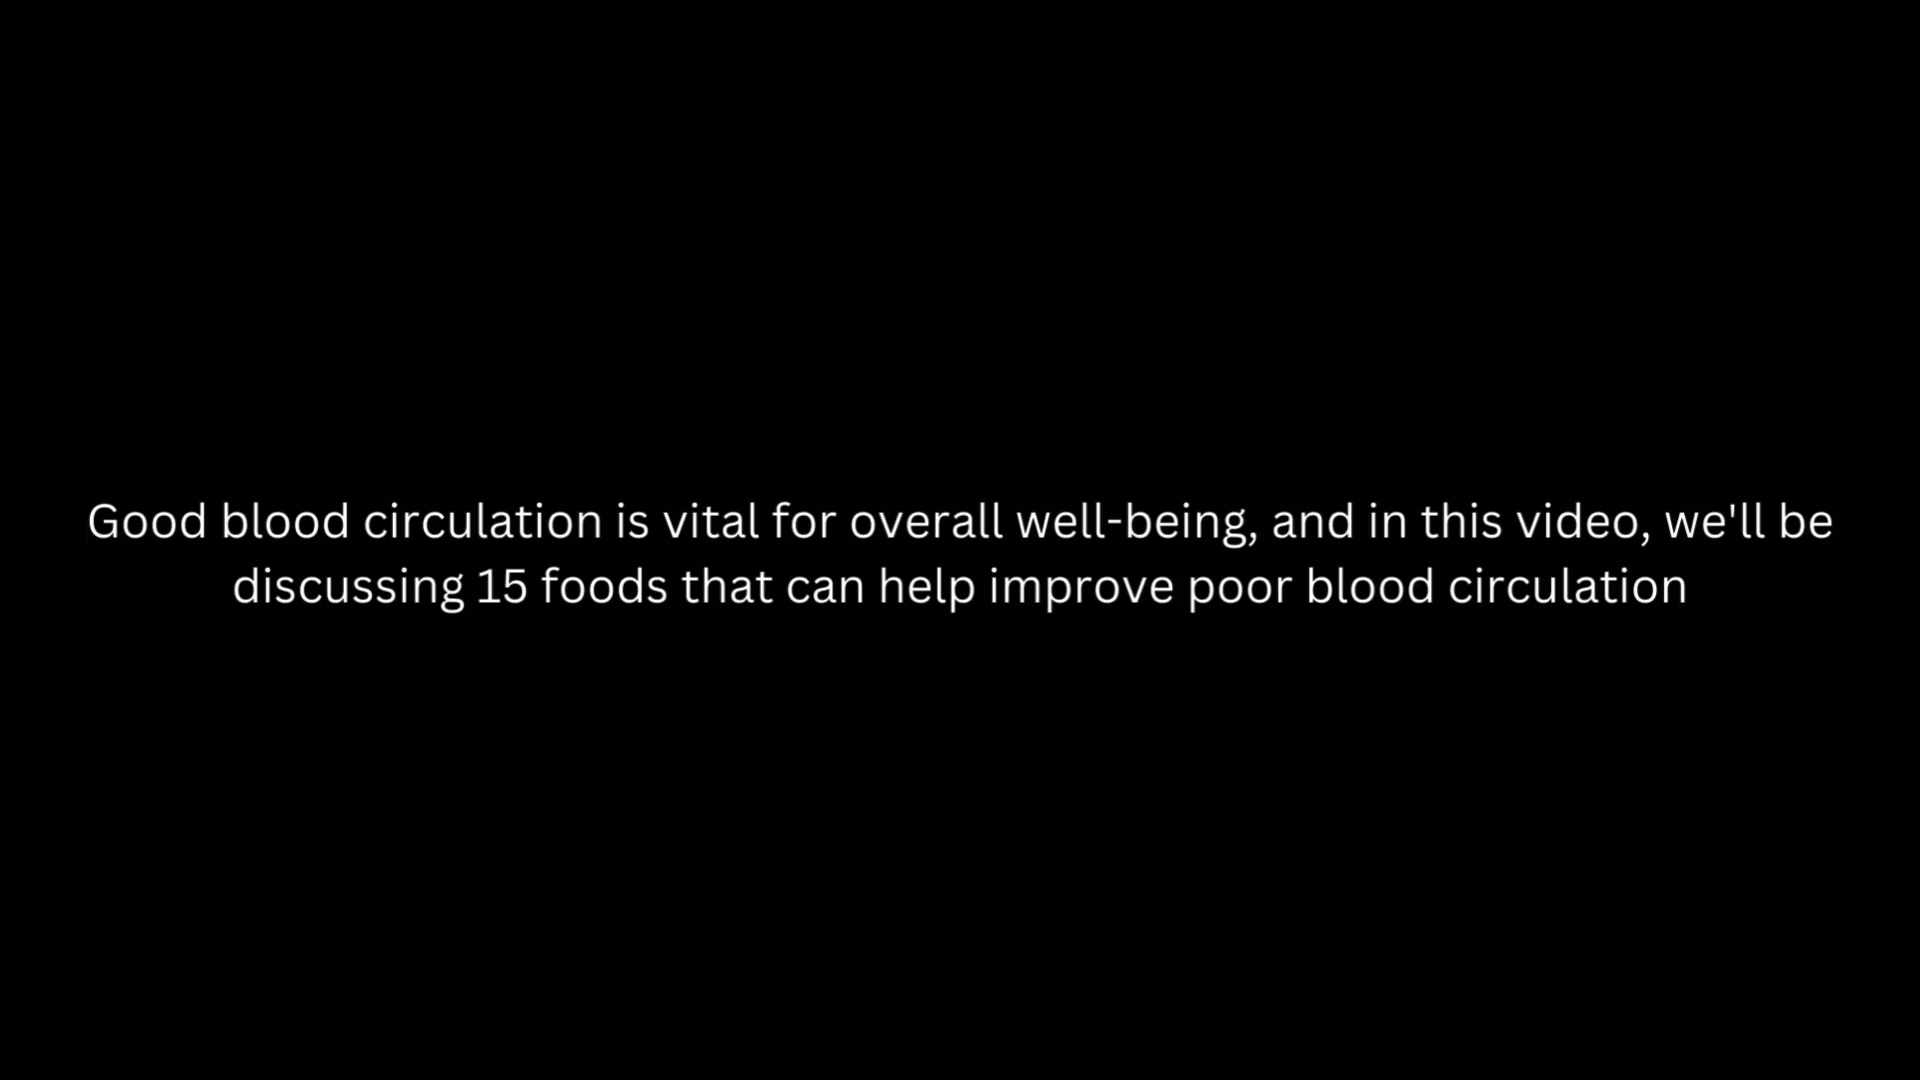 Good blood circulation is vital for overall well-being, and in this video, we'll be
discussing 15 foods that can help improve poor blood circulation